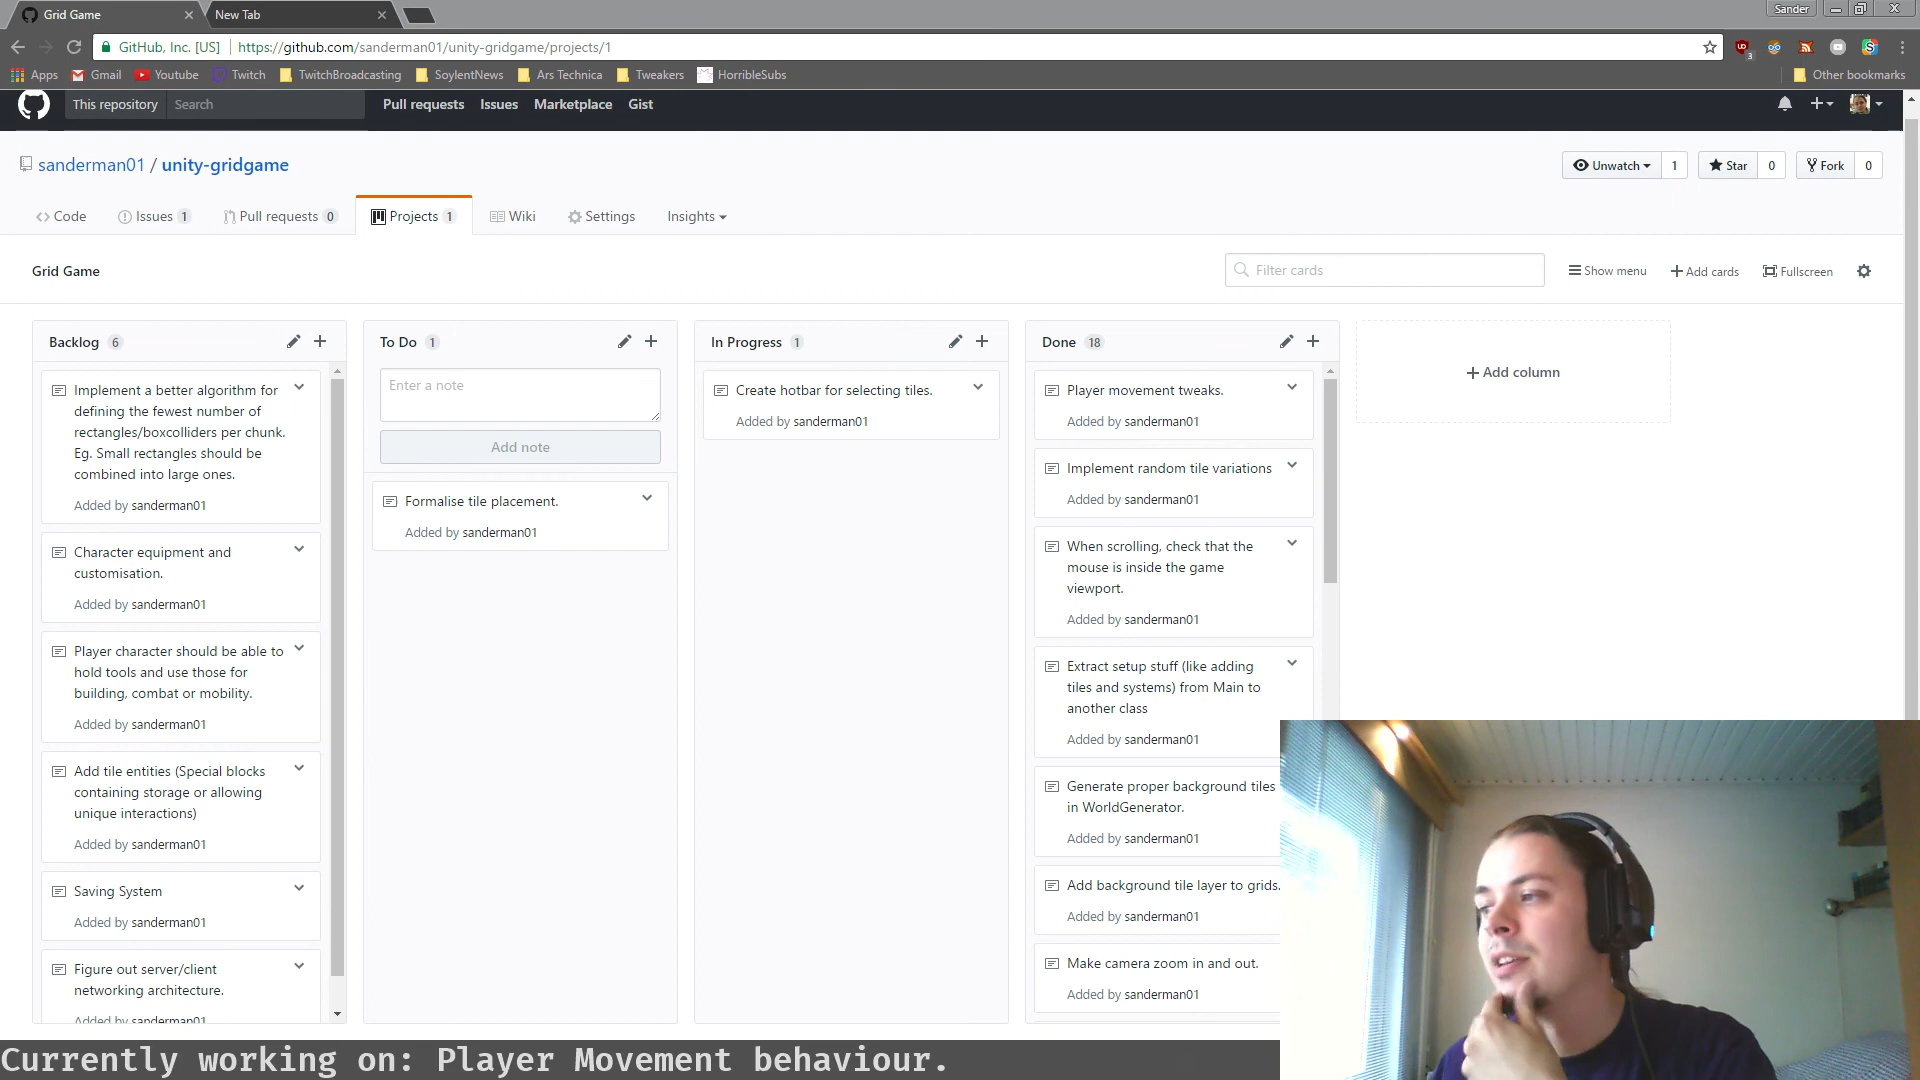 Grid Game
New Tab
Sander
GitHub, Inc. [US]
https://github.com/sanderman01/unity-gridgame/projects/1
3
Apps
Gmail
Youtube
Twitch
TwitchBroadcasting
SoylentNews
Ars Technica
Tweakers
HorribleSubs
Other bookmarks
This repository
Search
Pull requests
Issues
Marketplace
Gist
sanderman01 / unity-gridgame
Unwatch
1
Star
0
Fork
0
Code
Issues 1
Pull requests 0
Projects 1
Wiki
Settings
Insights
Grid Game
Filter cards
Show menu
Add cards
Fullscreen
Backlog 6
Implement a better algorithm for
defining the fewest number of
rectangles/boxcolliders per chunk.
Eg. Small rectangles should be
combined into large ones.
Added by sanderman01
Character equipment and
customisation.
Added by sanderman01
Player character should be able to
hold tools and use those for
building, combat or mobility.
Added by sanderman01
Add tile entities (Special blocks
containing storage or allowing
unique interactions)
Added by sanderman01
Saving System
Added by sanderman01
Figure out server/client
networking architecture.
Added by sanderman01
To Do 1
Enter a note
Add note
Formalise tile placement.
Added by sanderman01
In Progress 1
Create hotbar for selecting tiles.
Added by sanderman01
Done 18
Player movement tweaks.
Added by sanderman01
Implement random tile variations
Added by sanderman01
When scrolling, check that the
mouse is inside the game
viewport.
Added by sanderman01
Extract setup stuff (like adding
tiles and systems) from Main to
another class
Added by sanderman01
Generate proper background tiles
in WorldGenerator.
Added by sanderman01
Add background tile layer to grids.
Added by sanderman01
Make camera zoom in and out.
Added by sanderman01
Add column
Currently working on: Player Movement behaviour.